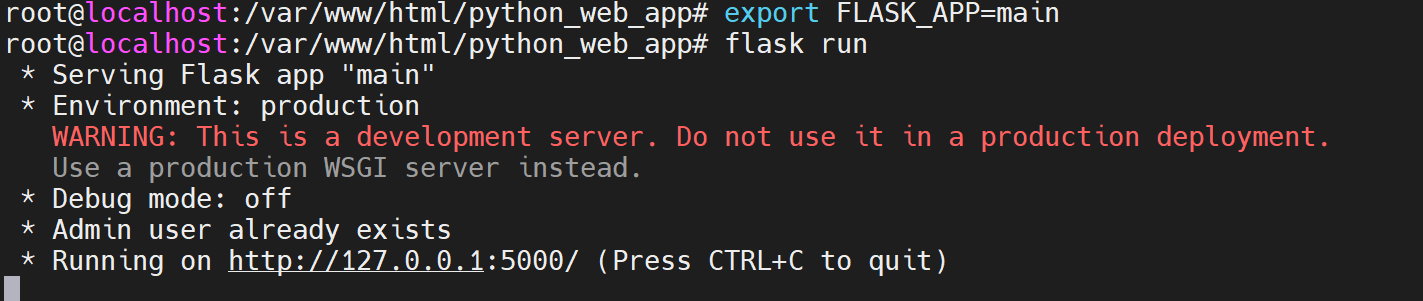 root@localhost:/var/www/html/python_web_app# export FLASK_APP=main
root@localhost:/var/www/html/python_web_app# flask run
 * Serving Flask app "main"
 * Environment: production
   WARNING: This is a development server. Do not use it in a production deployment.
   Use a production WSGI server instead.
 * Debug mode: off
 * Admin user already exists
 * Running on http://127.0.0.1:5000/ (Press CTRL+C to quit)